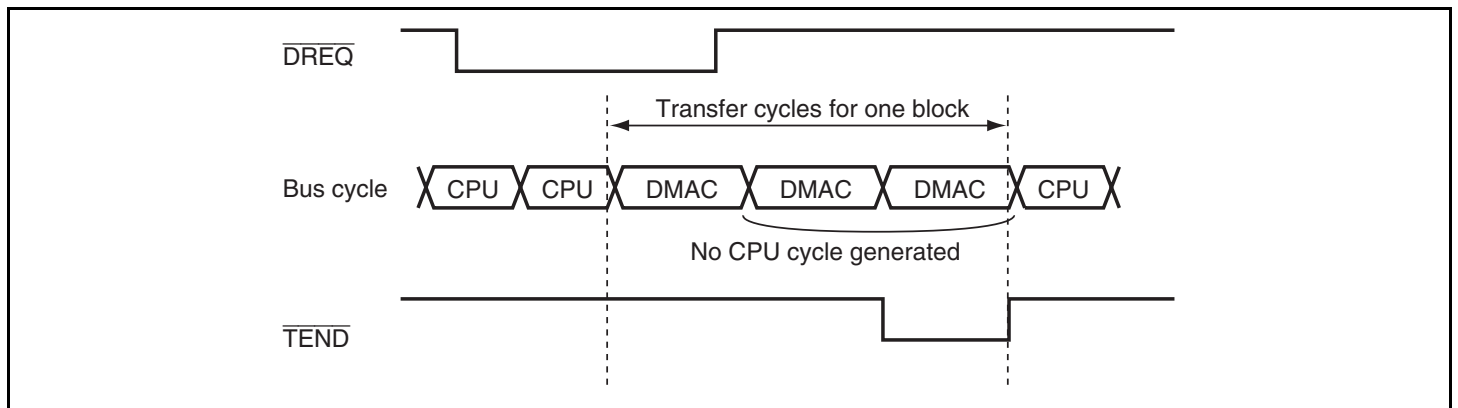 DREQ
Transfer cycles for one block
Bus cycle CPU CPU DMAC DMAC DMAC CPU
No CPU cycle generated
TEND